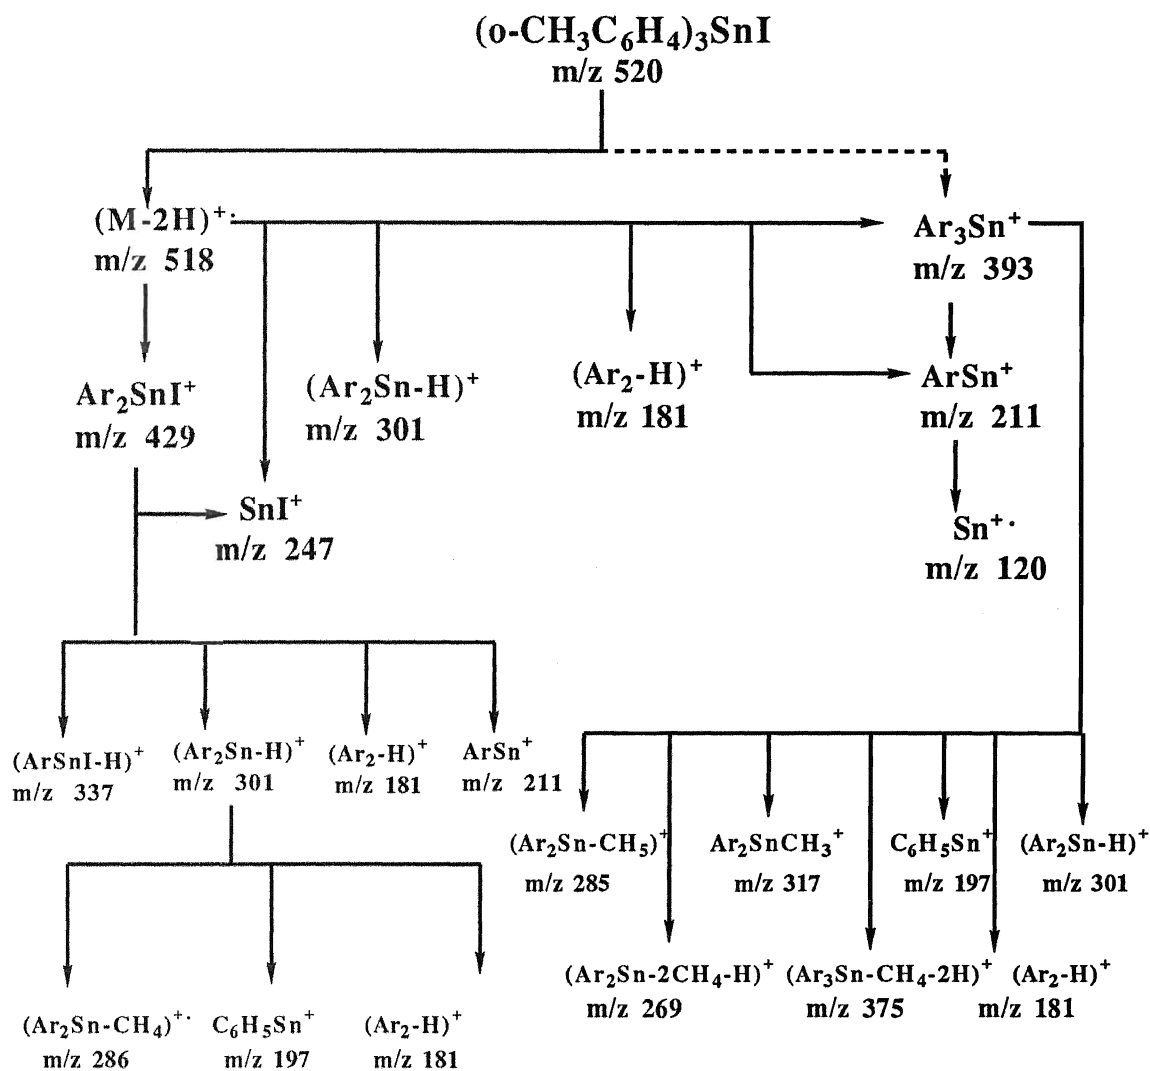 (o-CH₃C₆H₄)₃SnI
m/z 520
(M-2H)⁺·
m/z 518
Ar₃Sn⁺
m/z 393
Ar₂SnI⁺
m/z 429
(Ar₂Sn-H)⁺
m/z 301
(Ar₂-H)⁺
m/z 181
ArSn⁺
m/z 211
SnI⁺
m/z 247
Sn⁺·
m/z 120
(ArSnI-H)⁺
m/z 337
(Ar₂Sn-H)⁺
m/z 301
(Ar₂-H)⁺
m/z 181
ArSn⁺
m/z 211
(Ar₂Sn-CH₅)⁺
m/z 285
Ar₂SnCH₃⁺
m/z 317
C₆H₅Sn⁺
m/z 197
(Ar₂Sn-H)⁺
m/z 301
(Ar₂Sn-2CH₄-H)⁺
m/z 269
(Ar₃Sn-CH₄-2H)⁺
m/z 375
(Ar₂-H)⁺
m/z 181
(Ar₂Sn-CH₄)⁺·
m/z 286
C₆H₅Sn⁺
m/z 197
(Ar₂-H)⁺
m/z 181